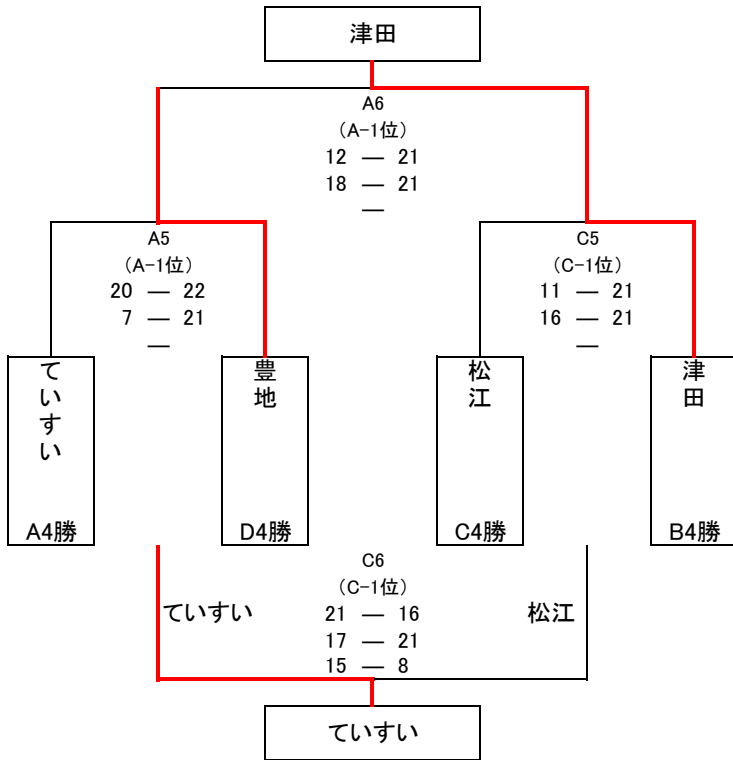 津田
A6
（A-1位）
12 — 21
18 — 21
—
A5
（A-1位）
20 — 22
7 — 21
—
C5
（C-1位）
11 — 21
16 — 21
—
ていすい
A4勝
豊地
D4勝
松江
C4勝
津田
B4勝
C6
（C-1位）
ていすい
21 — 16
17 — 21
15 — 8
松江
ていすい